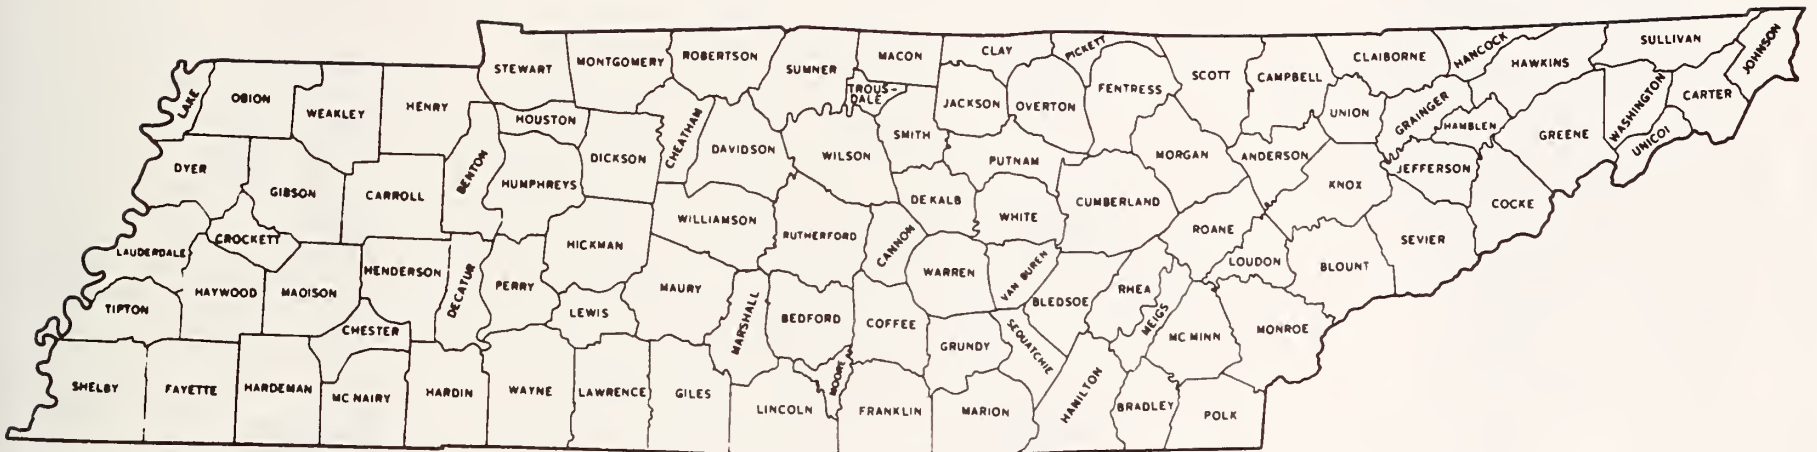 STEWART
MONTGOMERY
ROBERTSON
SUMNER
MACON
CLAY
PICKETT
FENTRESS
SCOTT
CAMPBELL
CLAIBORNE
HANCOCK
HAWKINS
SULLIVAN
JOHNSON
LAKE
OBION
WEAKLEY
HENRY
HOUSTON
CHEATHAM
TROUS-
DALE
JACKSON
OVERTON
UNION
GRAINGER
HAMBLEN
WASHINGTON
CARTER
DYER
GIBSON
CARROLL
BENTON
HUMPHREYS
DICKSON
DAVIDSON
WILSON
SMITH
PUTNAM
MORGAN
ANDERSON
KNOX
JEFFERSON
GREENE
UNICOI
LAUDERDALE
CROCKETT
HICKMAN
WILLIAMSON
RUTHERFORD
CANNON
DEKALB
WHITE
CUMBERLAND
ROANE
LOUDON
BLOUNT
SEVIER
COCKE
TIPTON
HAYWOOD
MADISON
HENDERSON
DECATUR
PERRY
LEWIS
MAURY
MARSHALL
BEDFORD
COFFEE
WARREN
VAN BUREN
BLEDSOE
RHEA
MEIGS
MC MINN
MONROE
CHESTER
GRUNDY
SEQUATCHIE
SHELBY
FAYETTE
HARDEMAN
MC NAIRY
HARDIN
WAYNE
LAWRENCE
GILES
LINCOLN
MOORE
FRANKLIN
MARION
HAMILTON
BRADLEY
POLK